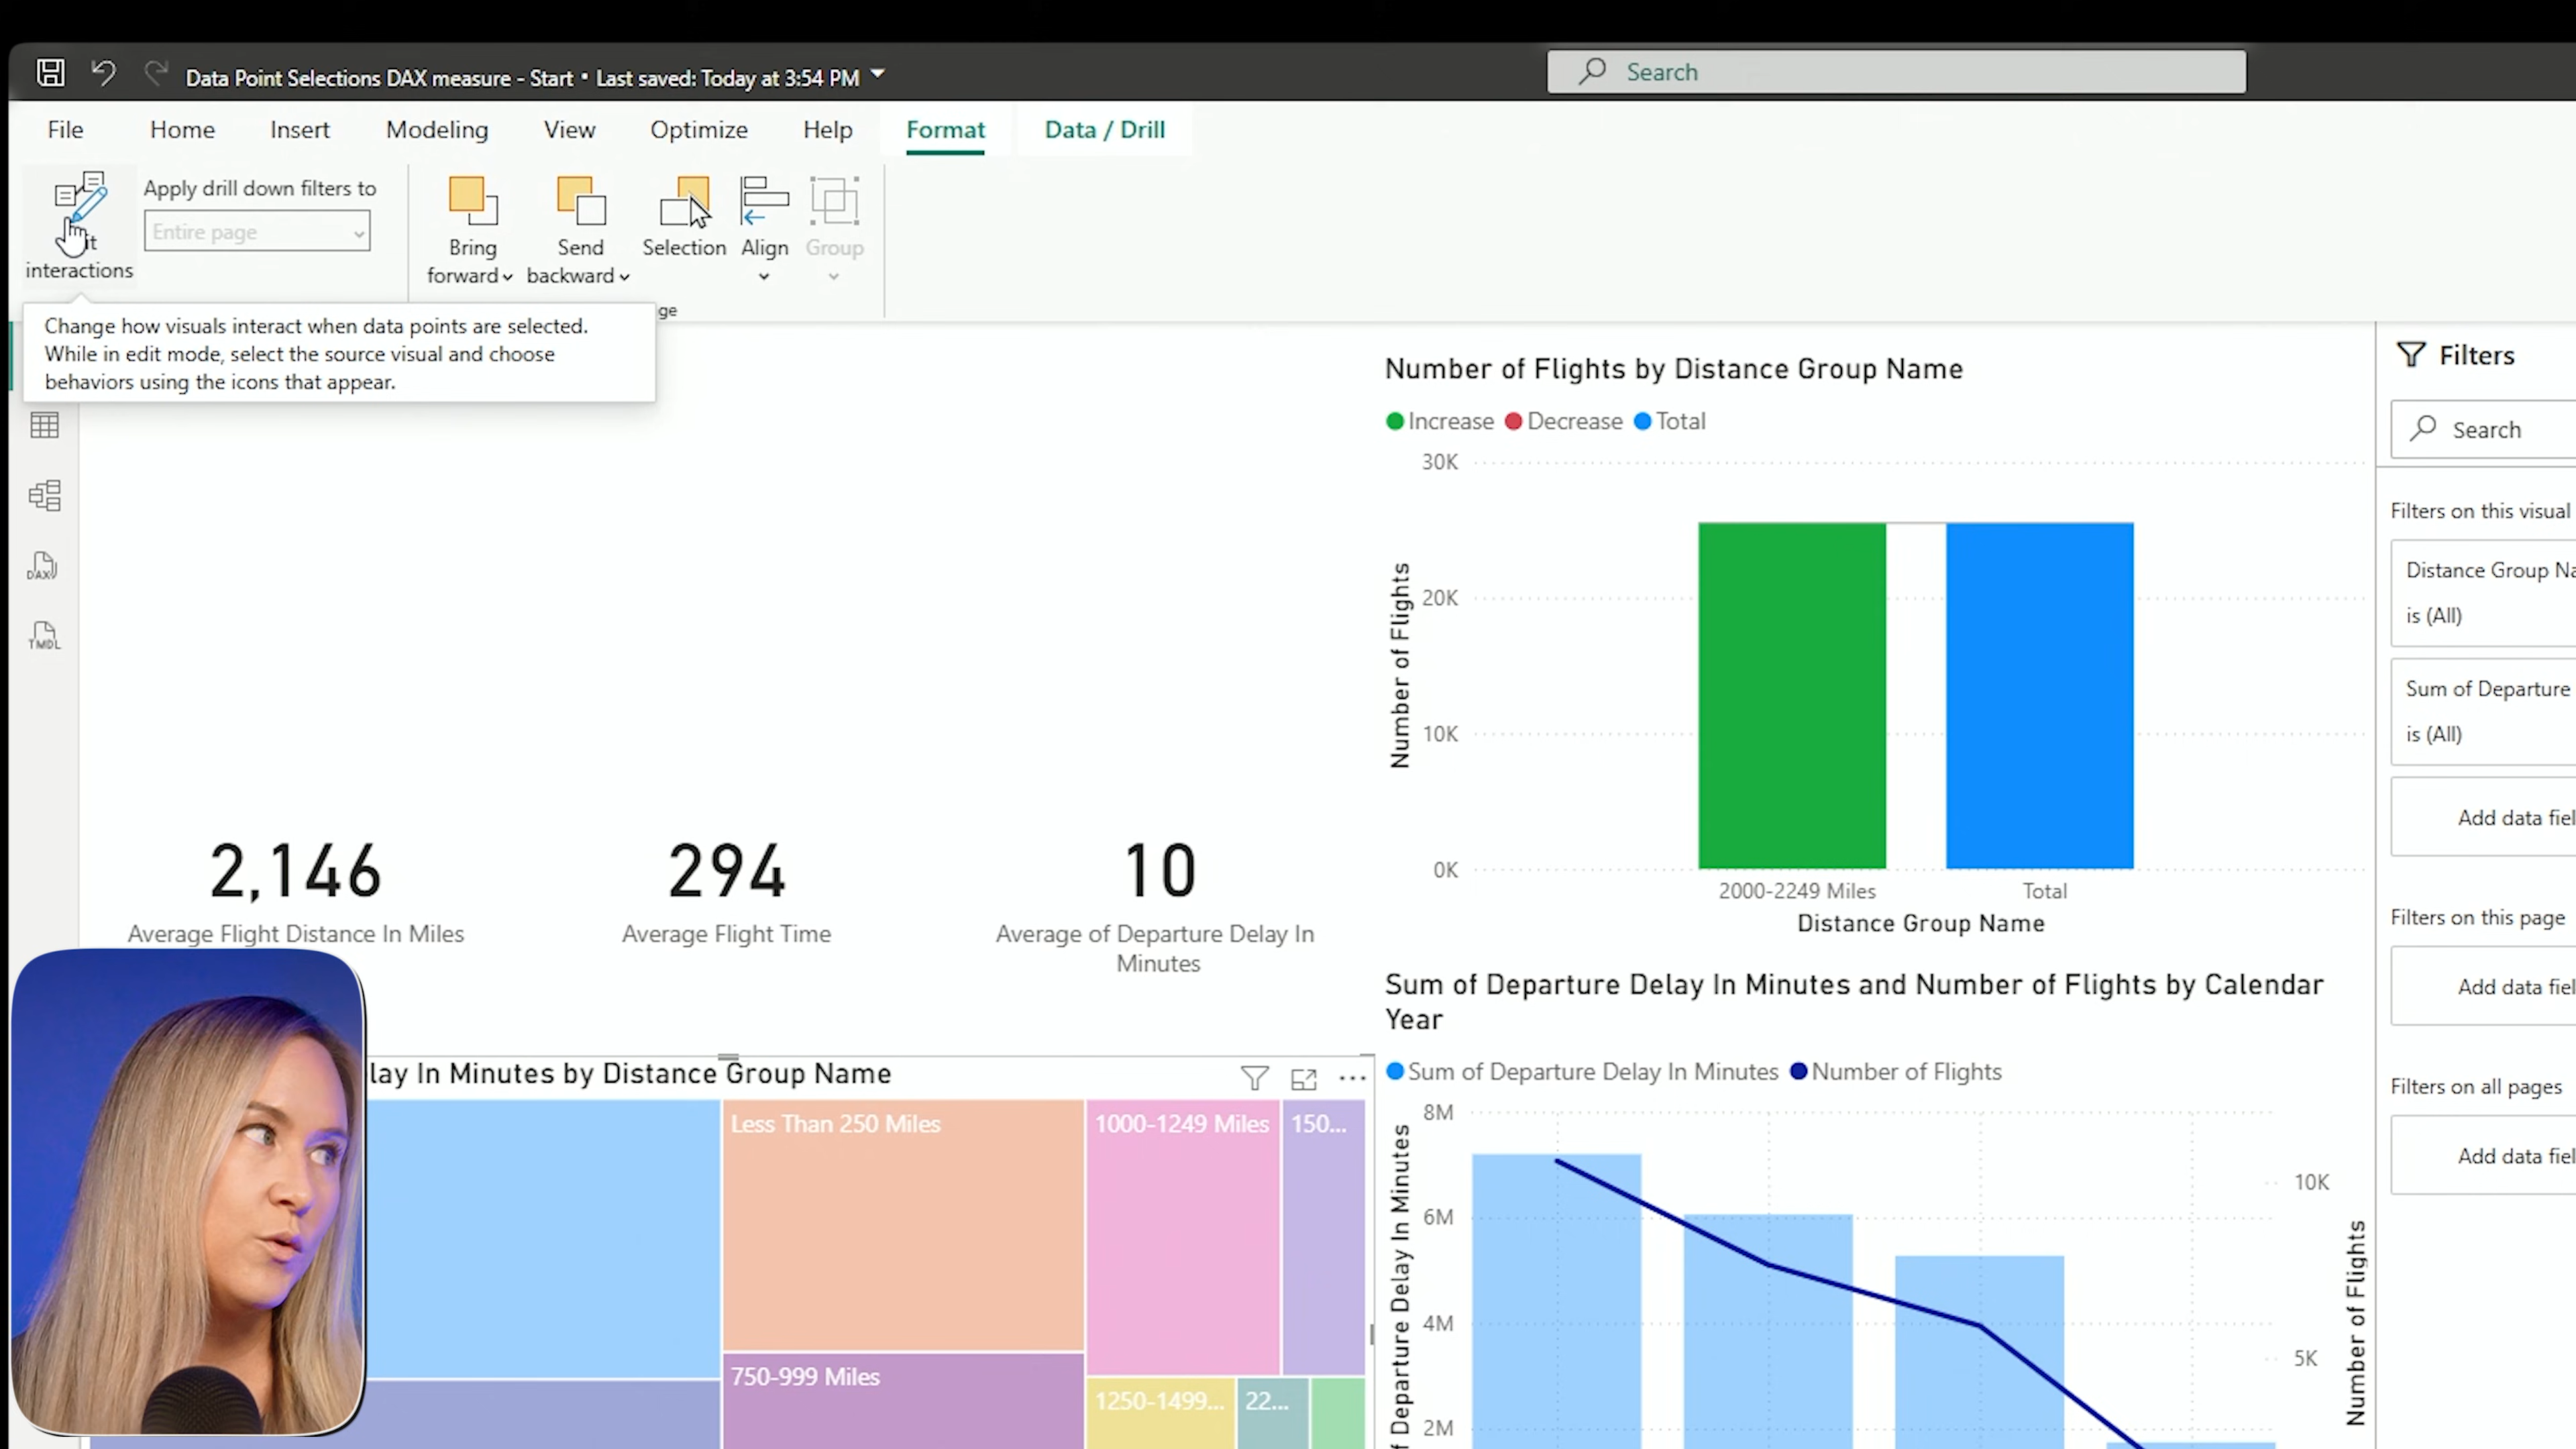 Data Point Selections DAX measure - Start • Last saved: Today at 3:54 PM
Search
File Home Insert Modeling View Optimize Help Format Data / Drill
interactions
Apply drill down filters to
Entire page
Bring
forward
Send
backward
Selection
Align
Group
Change how visuals interact when data points are selected.
While in edit mode, select the source visual and choose
behaviors using the icons that appear.
DAX
TMDL
2,146
Average Flight Distance In Miles
294
Average Flight Time
10
Average of Departure Delay In
Minutes
In Minutes by Distance Group Name
Less Than 250 Miles
1000-1249 Miles
150...
750-999 Miles
1250-1499...
22...
Number of Flights by Distance Group Name
Increase Decrease Total
30K
20K
10K
0K
Number of Flights
2000-2249 Miles
Total
Distance Group Name
Sum of Departure Delay In Minutes and Number of Flights by Calendar
Year
Sum of Departure Delay In Minutes Number of Flights
8M
6M
4M
2M
Departure Delay In Minutes
10K
5K
Number of Flights
Filters
Search
Filters on this visual
Distance Group
is (All)
Sum of Departure
is (All)
Add data
Filters on this page
Add data
Filters on all pages
Add data